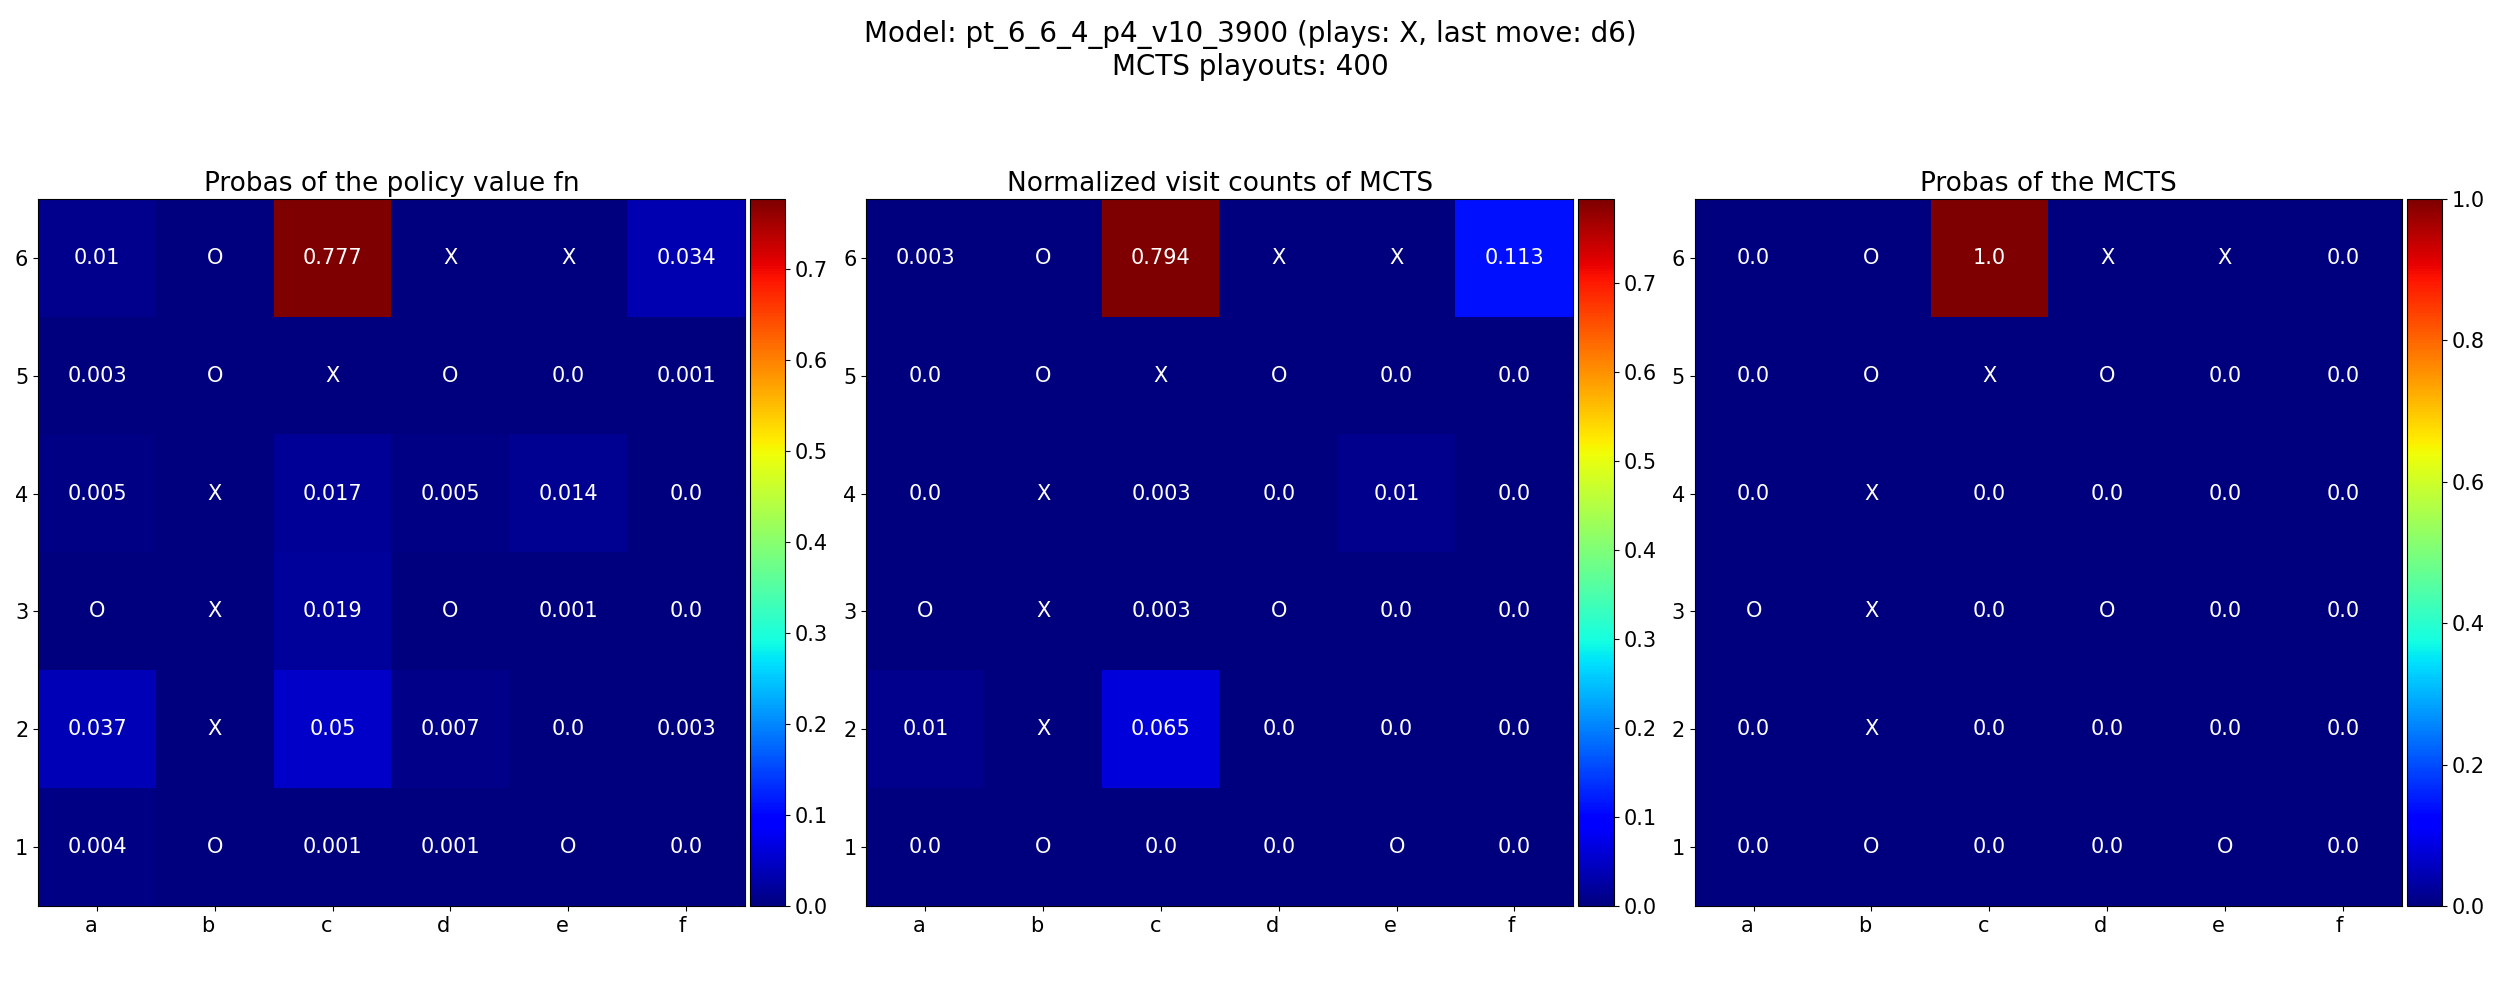 Model: pt_6_6_4_p4_v10_3900 (plays: X, last move: d6)
MCTS playouts: 400
Probas of the policy value fn
6 0.01 O 0.777 X X 0.034
5 0.003 O X O 0.0 0.001
4 0.005 X 0.017 0.005 0.014 0.0
3 O X 0.019 O 0.001 0.0
2 0.037 X 0.05 0.007 0.0 0.003
1 0.004 O 0.001 0.001 O 0.0
a b c d e f
0.7
0.6
0.5
0.4
0.3
0.2
0.1
0.0
Normalized visit counts of MCTS
6 0.003 O 0.794 X X 0.113
5 0.0 O X O 0.0 0.0
4 0.0 X 0.003 0.0 0.01 0.0
3 O X 0.003 O 0.0 0.0
2 0.01 X 0.065 0.0 0.0 0.0
1 0.0 O 0.0 0.0 O 0.0
a b c d e f
0.7
0.6
0.5
0.4
0.3
0.2
0.1
0.0
Probas of the MCTS
6 0.0 O 1.0 X X 0.0
5 0.0 O X O 0.0 0.0
4 0.0 X 0.0 0.0 0.0 0.0
3 O X 0.0 O 0.0 0.0
2 0.0 X 0.0 0.0 0.0 0.0
1 0.0 O 0.0 0.0 O 0.0
a b c d e f
1.0
0.8
0.6
0.4
0.2
0.0